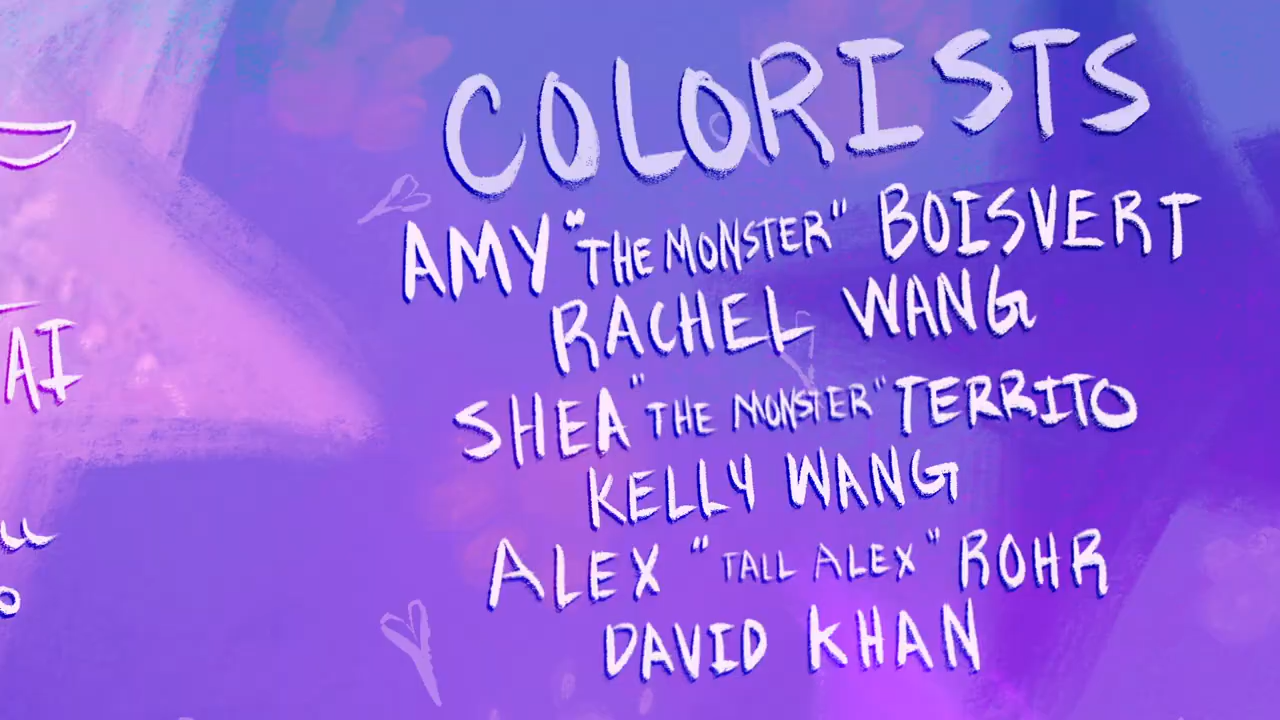 COLORISTS
AMY "THE MONSTER" BOISVERT
RACHEL WANG
SHEA "THE MONSTER" TERRITO
KELLY WANG
ALEX "TALL ALEX" ROHR
DAVID KHAN
AI